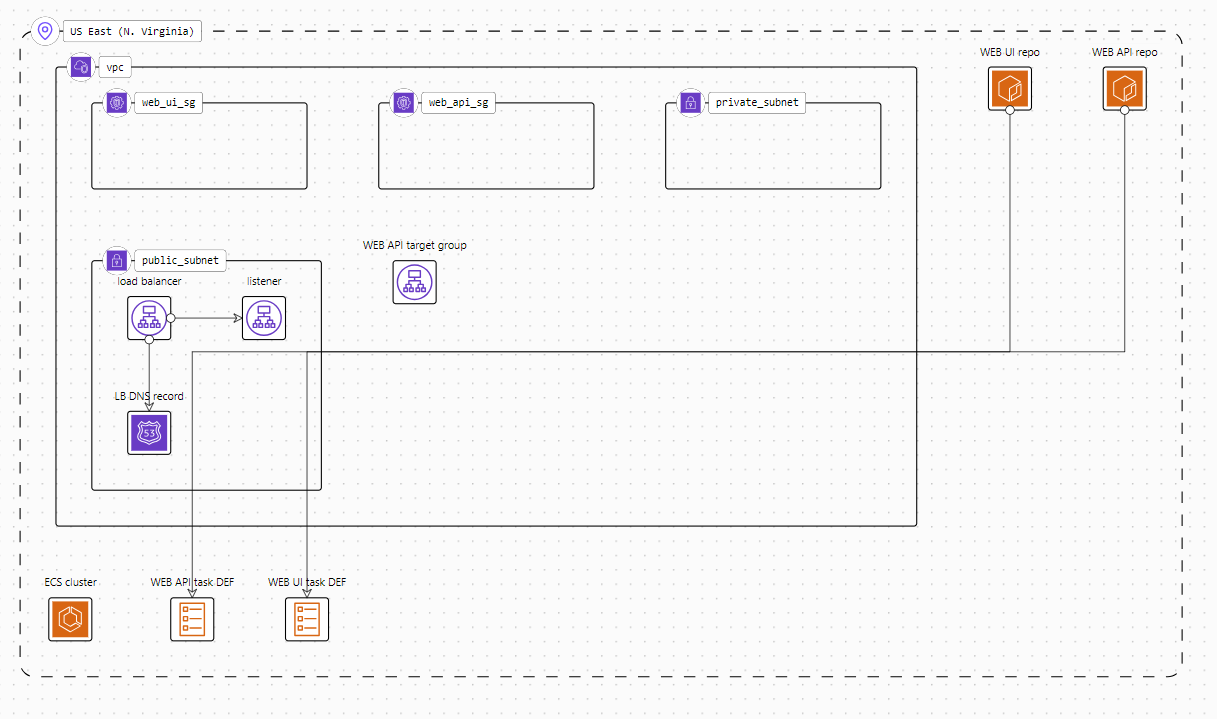 US East (N. Virginia)
WEB UI repo
WEB API repo
vpc
web_ui_sg
web_api_sg
private_subnet
WEB API target group
public_subnet
load balancer
listener
LB DNS record
53
ECS cluster
WEB API task DEF
WEB UI task DEF